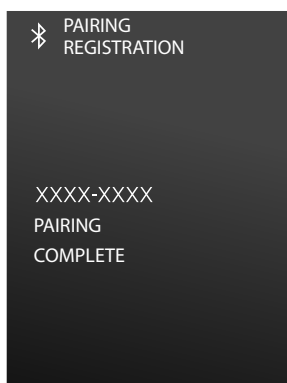 PAIRING
REGISTRATION
XXXX-XXXX
PAIRING
COMPLETE